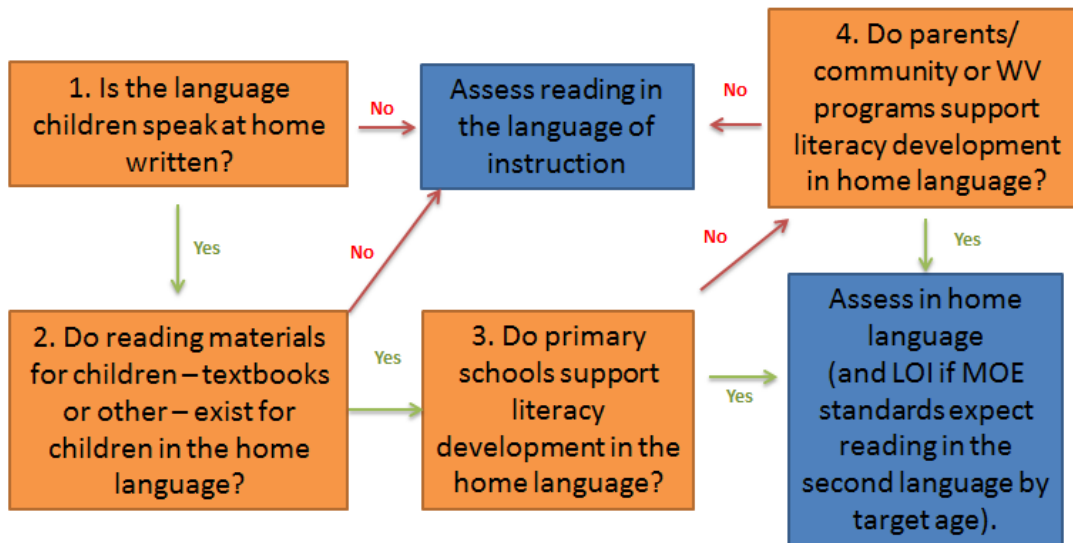 1. Is the language
children speak at home
written?
No
Assess reading in
the language of
instruction
No
4. Do parents/
community or WV
programs support
literacy development
in home language?
Yes
No
No
Yes
2. Do reading materials
for children – textbooks
or other – exist for
children in the home
language?
Yes
3. Do primary
schools support
literacy
development in the
home language?
Yes
Assess in home
language
(and LOI if MOE
standards expect
reading in the
second language by
target age).